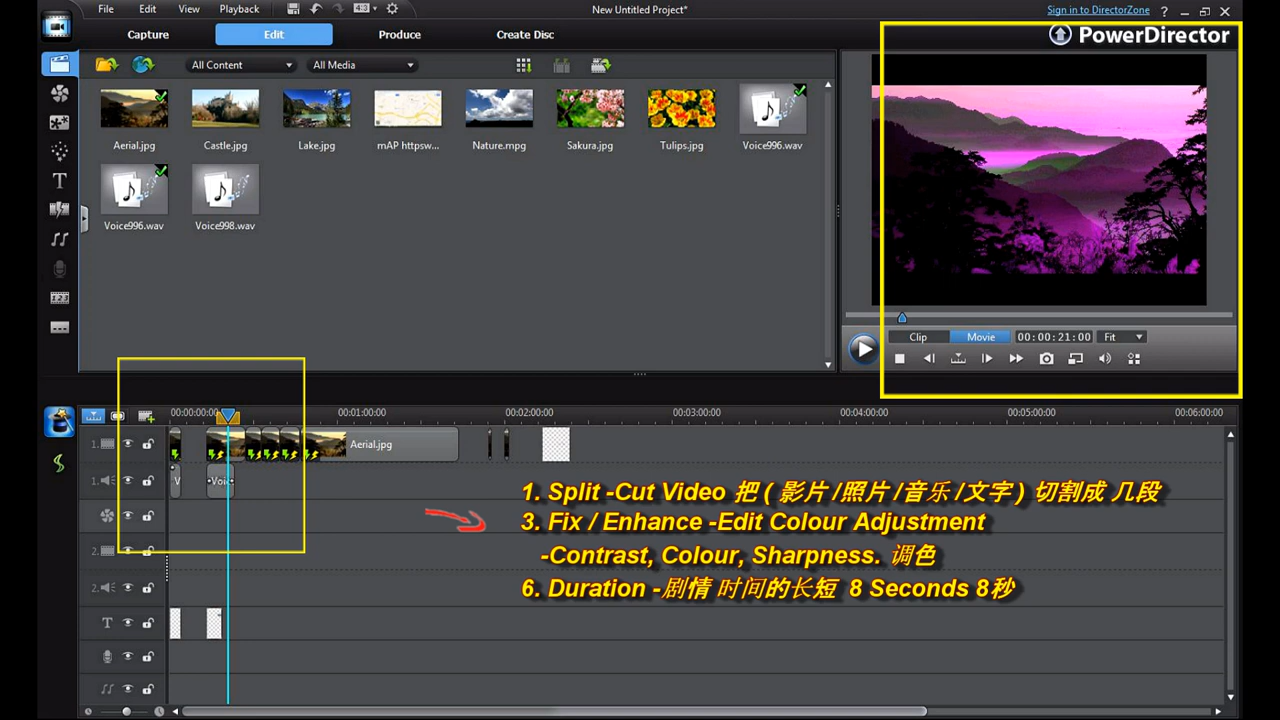 File Edit View Playback
New Untitled Project*
Sign in to DirectorZone ?
Capture Edit Produce Create Disc
PowerDirector
All Content All Media
Aerial.jpg Castle.jpg Lake.jpg mAP httpsw... Nature.mpg Sakura.jpg Tulips.jpg Voice996.wav
Voice996.wav Voice998.wav
Clip Movie 00:00:21:00 Fit
00:00:00:00 00:01:00:00 00:02:00:00 00:03:00:00 00:04:00:00 00:05:00:00 00:06:00:00
1. Aerial.jpg
1. V Voi
2.
2.
T
1. Split -Cut Video 把 ( 影片 /照片 /音乐 /文字 ) 切割成 几段
3. Fix / Enhance -Edit Colour Adjustment
-Contrast, Colour, Sharpness. 调色
6. Duration -剧情 时间的长短 8 Seconds 8秒